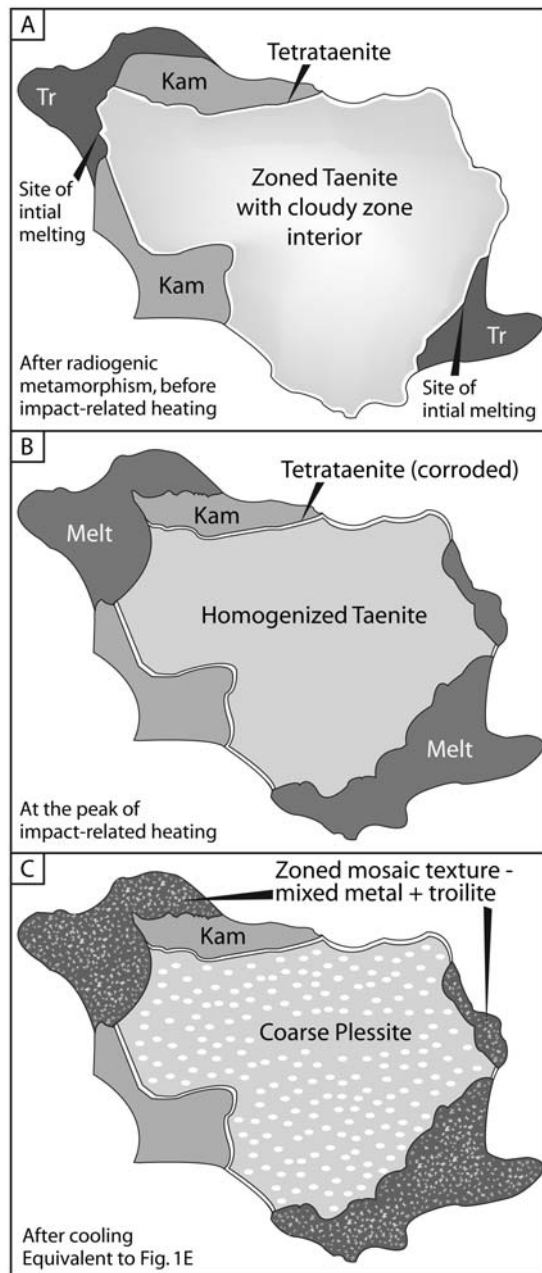 A
Tetrataenite
Kam
Tr
Site of
intial melting
Zoned Taenite
with cloudy zone
interior
Kam
Tr
After radiogenic
metamorphism, before
impact-related heating
Site of
intial melting
B
Tetrataenite (corroded)
Kam
Melt
Homogenized Taenite
Melt
At the peak of
impact-related heating
C
Zoned mosaic texture -
mixed metal + troilite
Kam
Coarse Plessite
After cooling
Equivalent to Fig. 1E